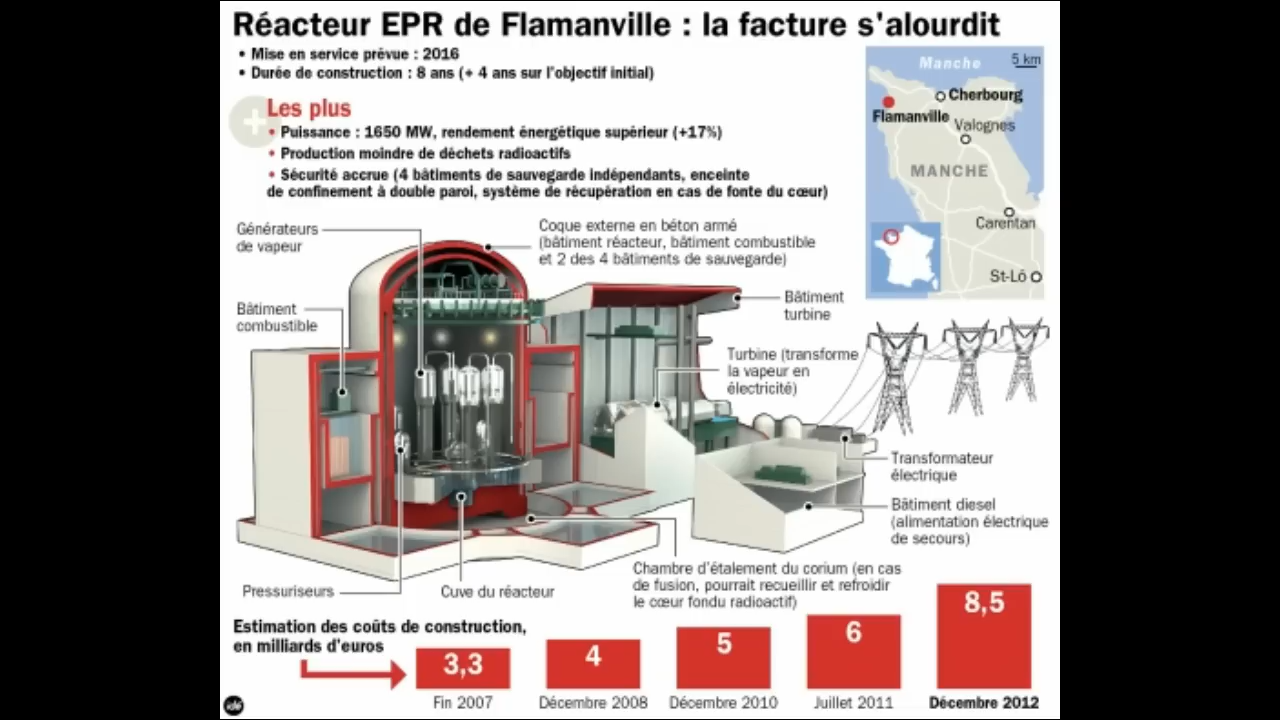 Réacteur EPR de Flamanville : la facture s'alourdit
• Mise en service prévue : 2016
• Durée de construction : 8 ans (+ 4 ans sur l'objectif initial)
+
Les plus
• Puissance : 1650 MW, rendement énergétique supérieur (+17%)
• Production moindre de déchets radioactifs
• Sécurité accrue (4 bâtiments de sauvegarde indépendants, enceinte
de confinement à double paroi, système de récupération en cas de fonte du cœur)
Manche
5 km
Cherbourg
Flamanville
Valognes
MANCHE
Carentan
St-Lô
Générateurs
de vapeur
Coque externe en béton armé
(bâtiment réacteur, bâtiment combustible
et 2 des 4 bâtiments de sauvegarde)
Bâtiment
combustible
Bâtiment
turbine
Turbine (transforme
la vapeur en
électricité)
Transformateur
électrique
Bâtiment diesel
(alimentation électrique
de secours)
Chambre d'étalement du corium (en cas
de fusion, pourrait recueillir et refroidir
le cœur fondu radioactif)
Pressuriseurs
Cuve du réacteur
Estimation des coûts de construction,
en milliards d'euros
3,3
4
5
6
8,5
Fin 2007
Décembre 2008
Décembre 2010
Juillet 2011
Décembre 2012
idé